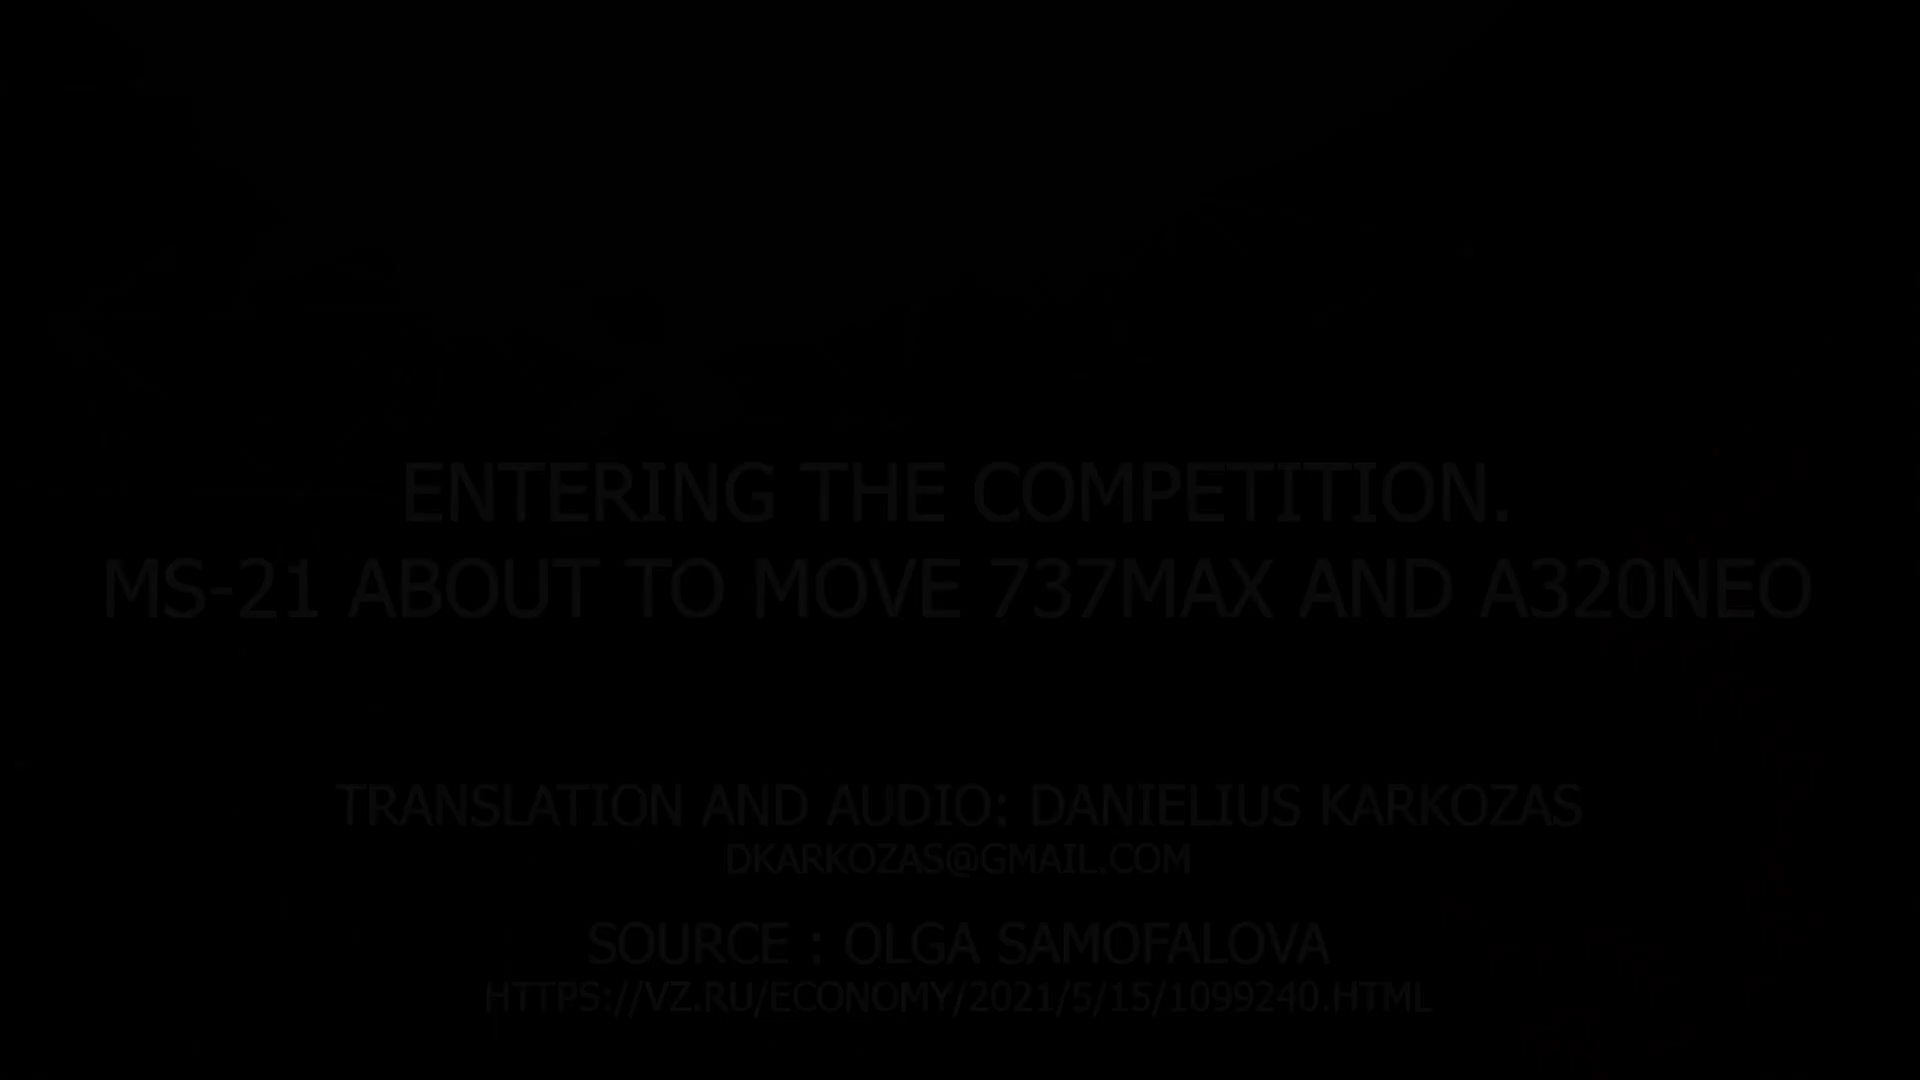 ENTERING THE COMPETITION.
MS-21 ABOUT TO MOVE 737MAX AND A320NEO
TRANSLATION AND AUDIO: DANIELIUS KARKOZAS
DKARKOZAS@GMAIL.COM
SOURCE : OLGA SAMOFALOVA
HTTPS://VZ.RU/ECONOMY/2021/5/15/1099240.HTML